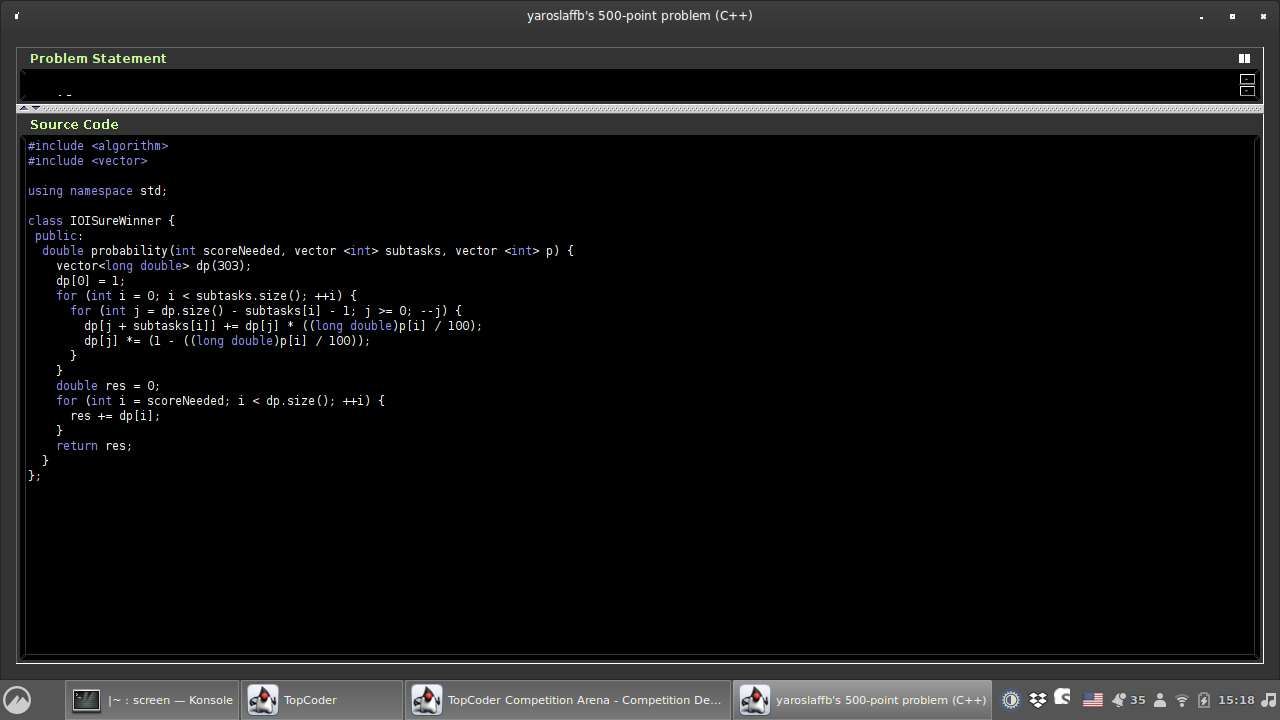 yaroslaffb's 500-point problem (C++)
Problem Statement
Source Code
#include <algorithm>
#include <vector>
using namespace std;
class IOISureWinner {
 public:
  double probability(int scoreNeeded, vector <int> subtasks, vector <int> p) {
    vector<long double> dp(303);
    dp[0] = 1;
    for (int i = 0; i < subtasks.size(); ++i) {
      for (int j = dp.size() - subtasks[i] - 1; j >= 0; --j) {
        dp[j + subtasks[i]] += dp[j] * ((long double)p[i] / 100);
        dp[j] *= (1 - ((long double)p[i] / 100));
      }
    }
    double res = 0;
    for (int i = scoreNeeded; i < dp.size(); ++i) {
      res += dp[i];
    }
    return res;
  }
};
|~ : screen — Konsole
TopCoder
TopCoder Competition Arena - Competition De...
yaroslaffb's 500-point problem (C++)
35
15:18